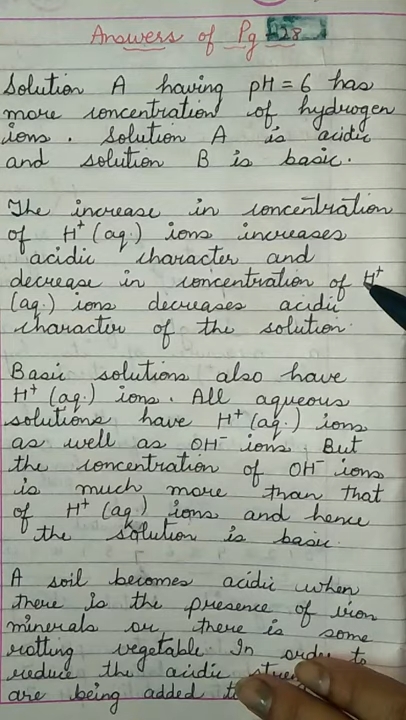 Answers of Pg - 28
Solution A having pH = 6 has
more concentration of hydrogen
ions. Solution A is acidic
and solution B is basic.
The increase in concentration
of H⁺ (aq.) ions increases
acidic character and
decrease in concentration of H⁺
(aq.) ions decreases acidic
character of the solution.
Basic solutions also have
H⁺ (aq.) ions. All aqueous
solutions have H⁺ (aq.) ions
as well as OH⁻ ions. But
the concentration of OH⁻ ions
is much more than that
of H⁺ (aq.) ions and hence
the solution is basic.
A soil becomes acidic when
there is the presence of iron
minerals or there is some
rotting vegetable. In order to
reduce the acidic
are being added